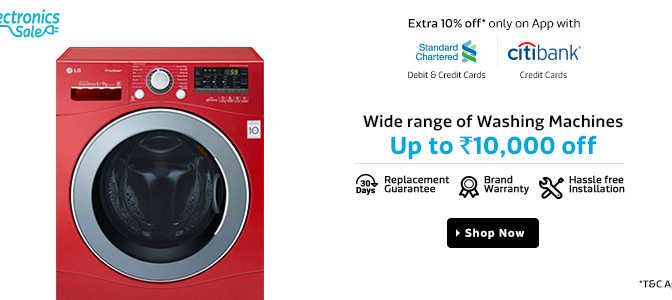 ectronics
Sale
Extra 10% off* only on App with
Standard
Chartered
citibank
Debit & Credit Cards
Credit Cards
LG
59
10
Wide range of Washing Machines
Up to ₹10,000 off
30
Days
Replacement
Guarantee
Brand
Warranty
Hassle free
Installation
Shop Now
*T&C A